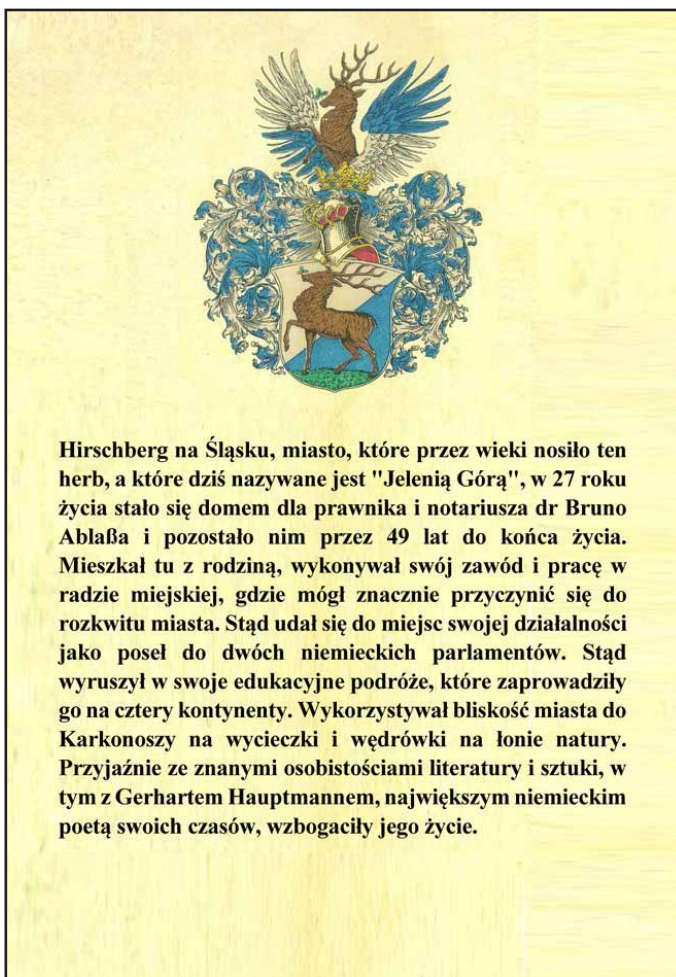 Hirschberg na Śląsku, miasto, które przez wieki nosiło ten
herb, a które dziś nazywane jest "Jelenią Górą", w 27 roku
życia stało się domem dla prawnika i notariusza dr Bruno
Ablaßa i pozostało nim przez 49 lat do końca życia.
Mieszkał tu z rodziną, wykonywał swój zawód i pracę w
radzie miejskiej, gdzie mógł znacznie przyczynić się do
rozkwitu miasta. Stąd udał się do miejsc swojej działalności
jako poseł do dwóch niemieckich parlamentów. Stąd
wyruszył w swoje edukacyjne podróże, które zaprowadziły
go na cztery kontynenty. Wykorzystywał bliskość miasta do
Karkonoszy na wycieczki i wędrówki na łonie natury.
Przyjaźnie ze znanymi osobistościami literatury i sztuki, w
tym z Gerhartem Hauptmannem, największym niemieckim
poetą swoich czasów, wzbogaciły jego życie.